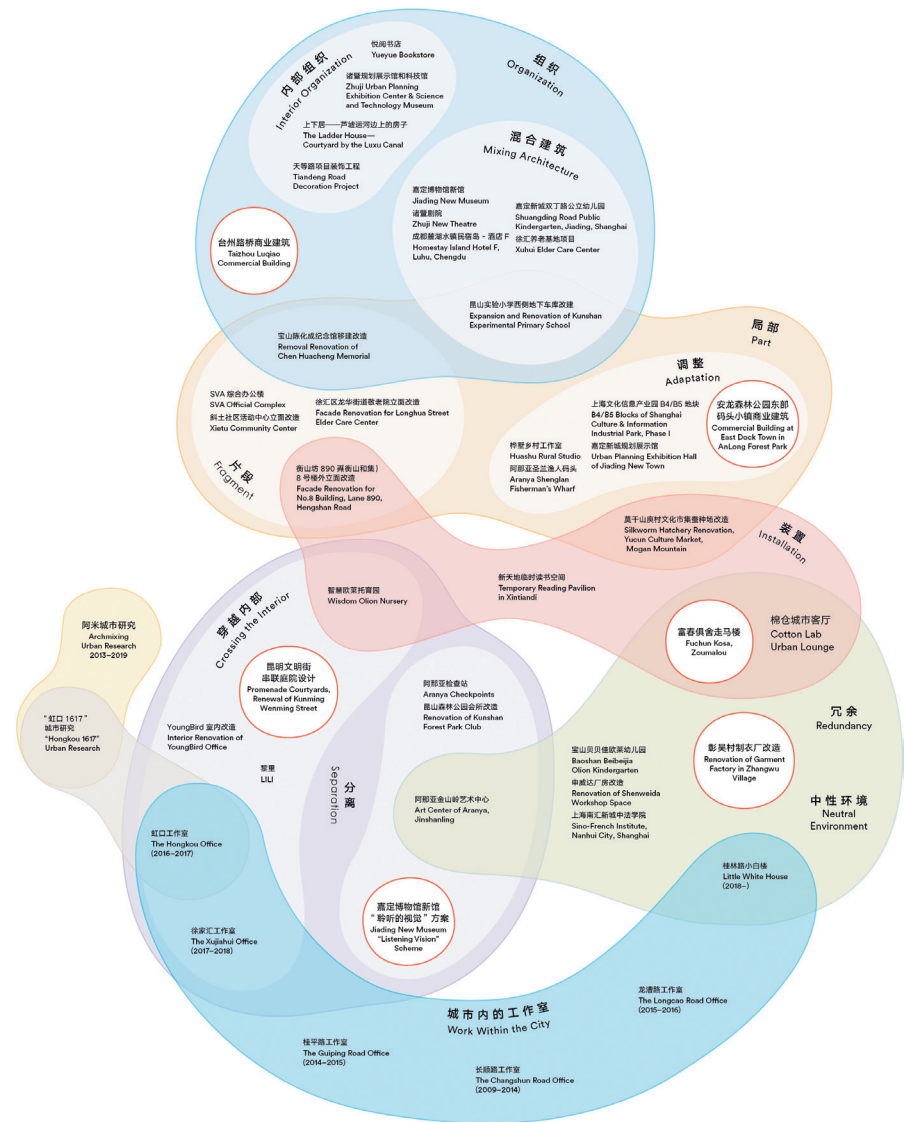 内部组织
Interior Organization
悦阅书店
Yueyue Bookstore
诸暨规划展示馆和科技馆
Zhuji Urban Planning
Exhibition Center & Science
and Technology Museum
上下居——芦墟运河边上的房子
The Ladder House—
Courtyard by the Luxu Canal
天等路项目装饰工程
Tiandeng Road
Decoration Project
组织
Organization
混合建筑
Mixing Architecture
嘉定博物馆新馆
Jiading New Museum
诸暨剧院
Zhuji New Theatre
成都麓湖水镇民宿岛 - 酒店 F
Homestay Island Hotel F,
Luhu, Chengdu
嘉定新城双丁路公立幼儿园
Shuangding Road Public
Kindergarten, Jiading, Shanghai
徐汇养老基地项目
Xuhui Elder Care Center
昆山实验小学西侧地下车库改建
Expansion and Renovation of Kunshan
Experimental Primary School
台州路桥商业建筑
Taizhou Luqiao
Commercial Building
宝山陈化成纪念馆移建改造
Removal Renovation of
Chen Huacheng Memorial
局部
Part
调整
Adaptation
SVA 综合办公楼
SVA Official Complex
斜土社区活动中心立面改造
Xietu Community Center
徐汇区龙华街道敬老院立面改造
Facade Renovation for Longhua Street
Elder Care Center
片段
Fragment
上海文化信息产业园 B4/B5 地块
B4/B5 Blocks of Shanghai
Culture & Information
Industrial Park, Phase I
嘉定新城规划展示馆
Urban Planning Exhibition Hall
of Jiading New Town
桦墅乡村工作室
Huashu Rural Studio
阿那亚圣兰渔人码头
Aranya Shenglan
Fisherman's Wharf
安龙森林公园东部
码头小镇商业建筑
Commercial Building at
East Dock Town in
AnLong Forest Park
8 号楼外立面改造
Facade Renovation for
No.8 Building, Lane 890,
Hengshan Road
莫干山庾村文化市集蚕种场改造
Silkworm Hatchery Renovation,
Yucun Culture Market,
Mogan Mountain
装置
Installation
新天地临时读书空间
Temporary Reading Pavilion
in Xintiandi
智慧欧莱托育园
Wisdom Olion Nursery
穿越内部
Crossing the Interior
阿米城市研究
Archmixing
Urban Research
2013–2019
"虹口 1617"
城市研究
"Hongkou 1617"
Urban Research
昆明文明街
串联庭院设计
Promenade Courtyards,
Renewal of Kunming
Wenming Street
YoungBird 室内改造
Interior Renovation of
YoungBird Office
黎里
LILI
分离
Separation
阿那亚检查站
Aranya Checkpoints
昆山森林公园会所改造
Renovation of Kunshan
Forest Park Club
阿那亚金山岭艺术中心
Art Center of Aranya,
Jinshanling
富春俱舍走马楼
Fuchun Kosa,
Zoumalou
棉仓城市客厅
Cotton Lab
Urban Lounge
冗余
Redundancy
彰吴村制衣厂改造
Renovation of Garment
Factory in Zhangwu
Village
中性环境
Neutral
Environment
宝山贝贝佳欧莱幼儿园
Baoshan Beibeijia
Olion Kindergarten
申威达厂房改造
Renovation of Shenweida
Workshop Space
上海南汇新城中法学院
Sino-French Institute,
Nanhui City, Shanghai
虹口工作室
The Hongkou Office
(2016–2017)
桂林路小白楼
Little White House
(2018–)
嘉定博物馆新馆
"聆听的视觉"方案
Jiading New Museum
"Listening Vision"
Scheme
徐家汇工作室
The Xujiahui Office
(2017–2018)
龙漕路工作室
The Longcao Road Office
(2015–2016)
城市内的工作室
Work Within the City
桂平路工作室
The Guiping Road Office
(2014–2015)
长顺路工作室
The Changshun Road Office
(2009–2014)